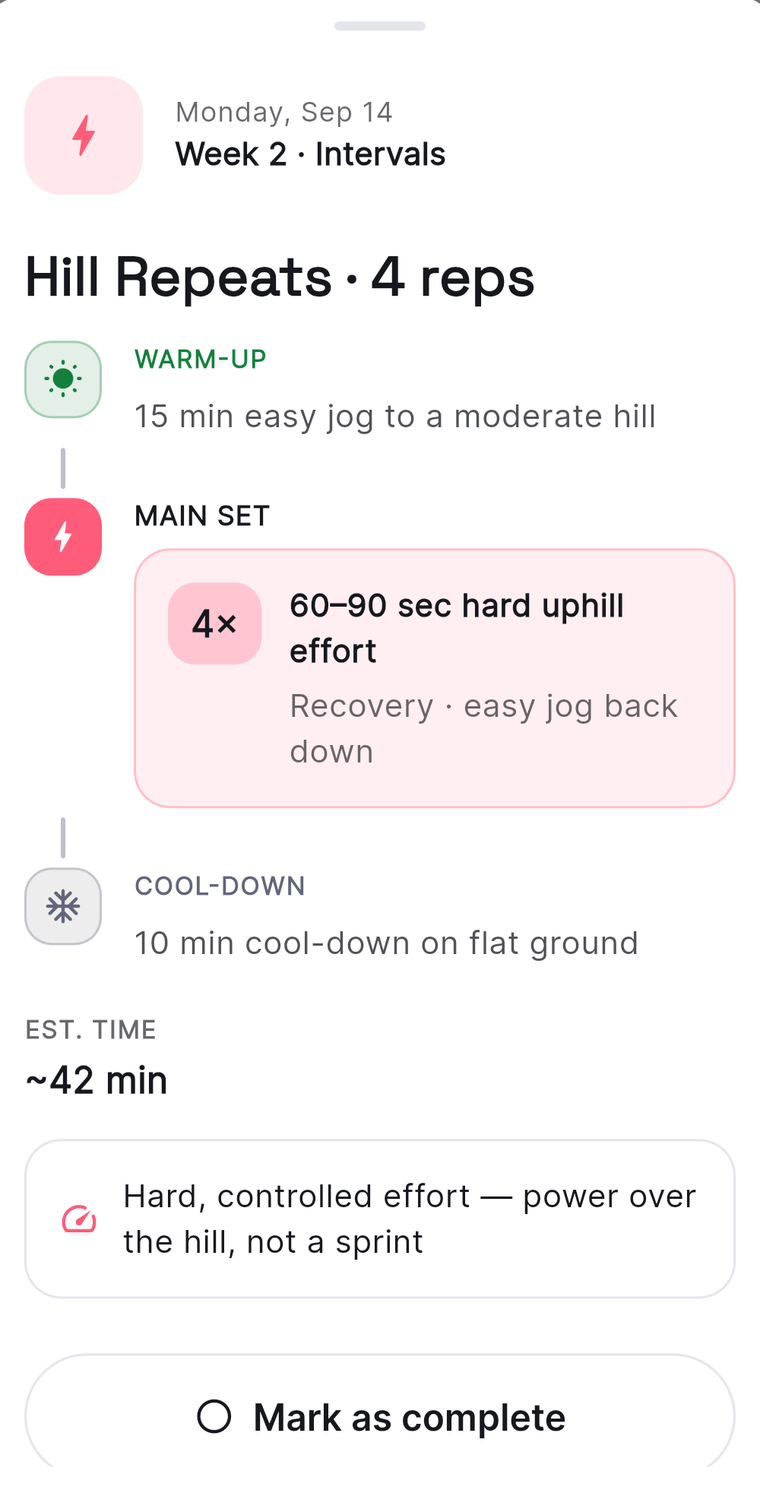 Monday, Sep 14
Week 2 · Intervals
Hill Repeats · 4 reps
WARM-UP
15 min easy jog to a moderate hill
MAIN SET
4×
60–90 sec hard uphill
effort
Recovery · easy jog back
down
COOL-DOWN
10 min cool-down on flat ground
EST. TIME
~42 min
Hard, controlled effort — power over
the hill, not a sprint
Mark as complete